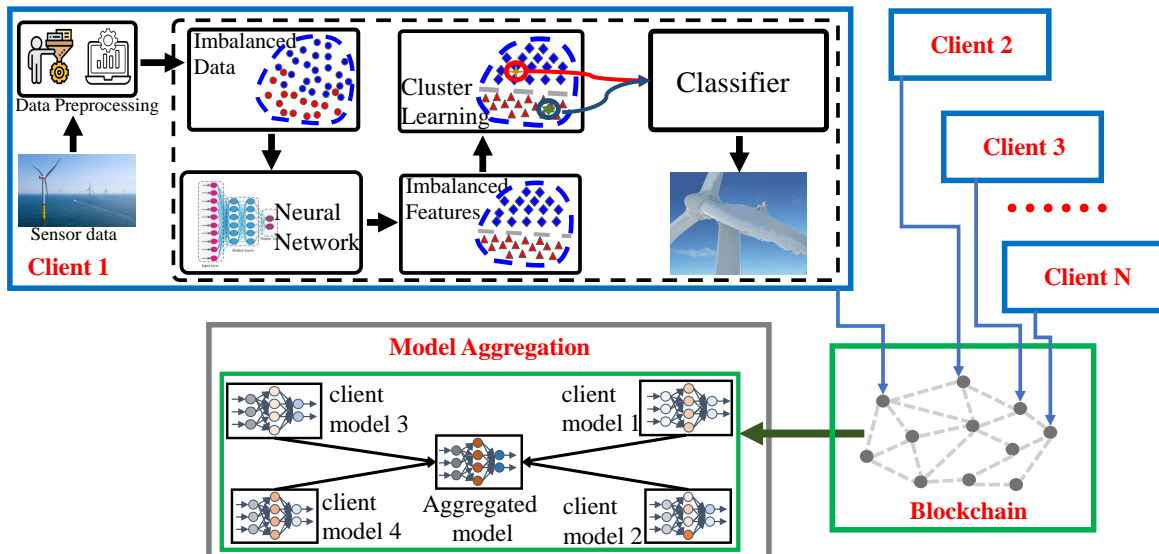 Data Preprocessing
Sensor data
Client 1
Imbalanced
Data
Neural
Network
Imbalanced
Features
Cluster
Learning
Classifier
Client 2
Client 3
Client N
Blockchain
Model Aggregation
client
model 3
client
model 1
client
model 4
Aggregated
model
client
model 2